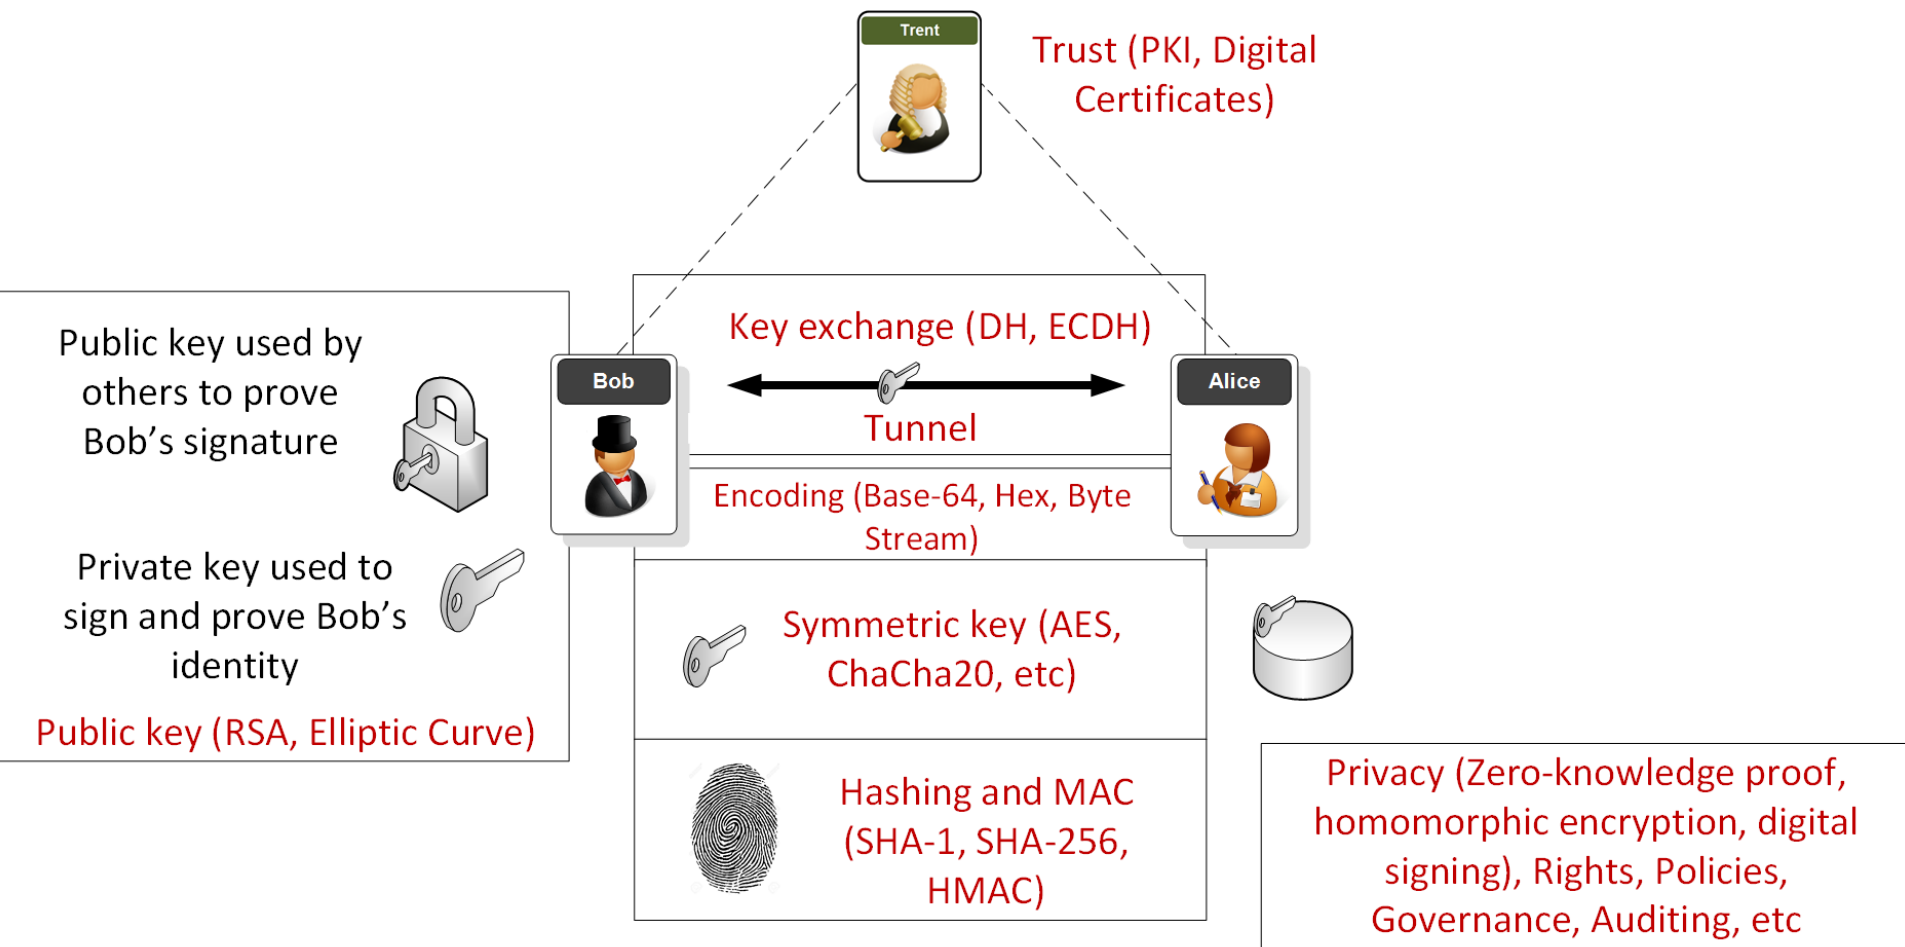 Trent
Trust (PKI, Digital
Certificates)
Public key used by
others to prove
Bob's signature
Private key used to
sign and prove Bob's
identity
Public key (RSA, Elliptic Curve)
Bob
Key exchange (DH, ECDH)
Tunnel
Alice
Encoding (Base-64, Hex, Byte
Stream)
Symmetric key (AES,
ChaCha20, etc)
Hashing and MAC
(SHA-1, SHA-256,
HMAC)
Privacy (Zero-knowledge proof,
homomorphic encryption, digital
signing), Rights, Policies,
Governance, Auditing, etc